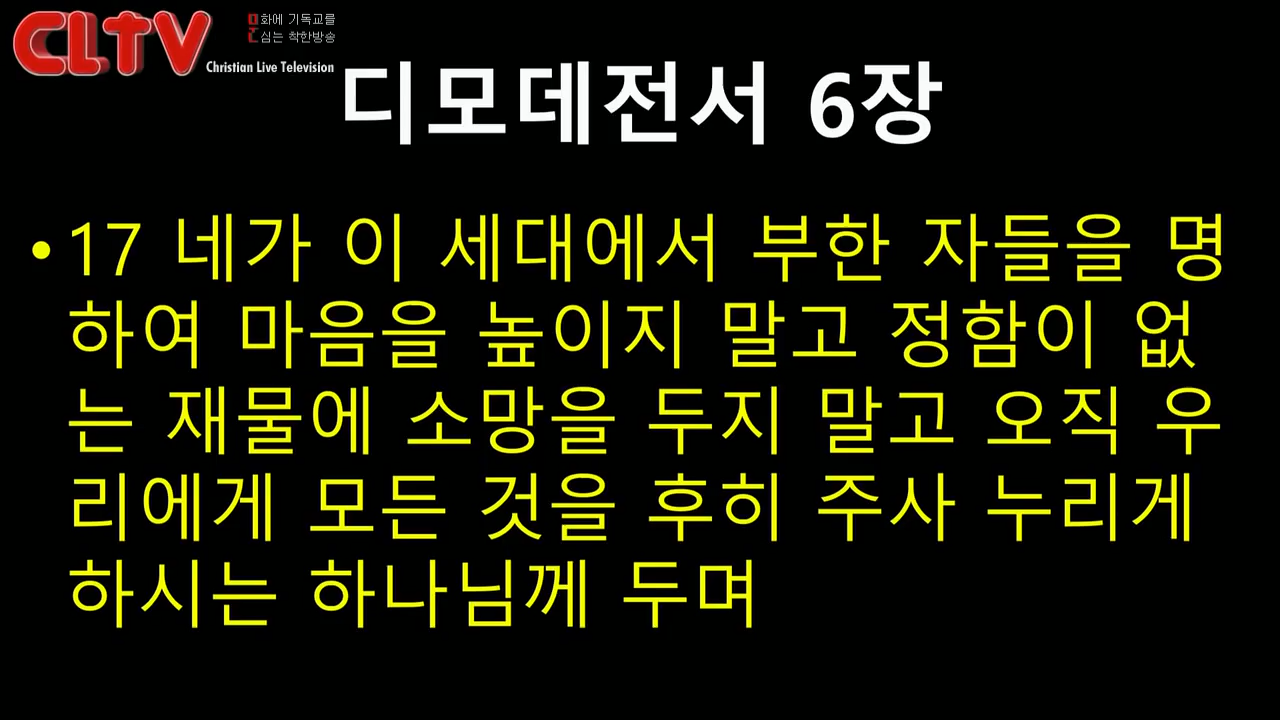 CLTV
문화에 기독교를
심는 착한방송
Christian Live Television
디모데전서 6장
• 17 네가 이 세대에서 부한 자들을 명
하여 마음을 높이지 말고 정함이 없
는 재물에 소망을 두지 말고 오직 우
리에게 모든 것을 후히 주사 누리게
하시는 하나님께 두며